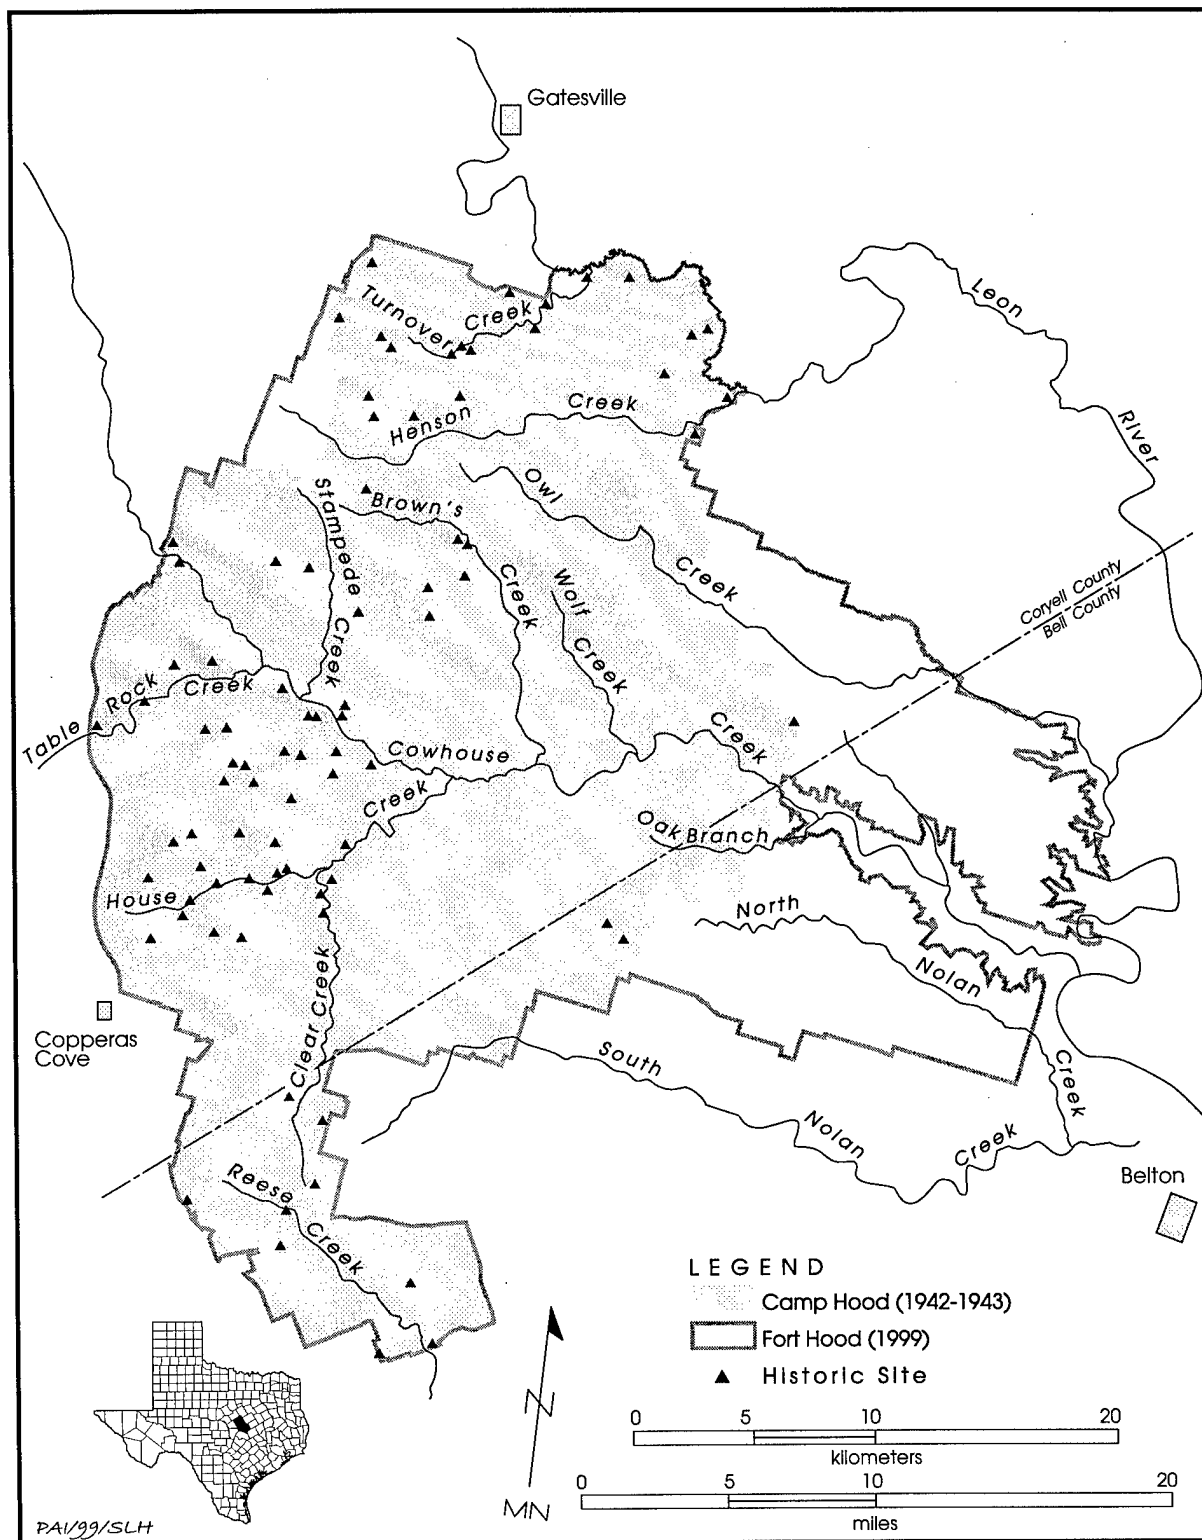 Gatesville
Turnover Creek
Leon River
Henson Creek
Owl Creek
Stampede Creek
Brown's Creek
Wolf Creek
Coryell County
Bell County
Table Rock Creek
Cowhouse Creek
Creek
Oak Branch
House
North Nolan Creek
Clear Creek
Copperas
Cove
South Nolan Creek
Reese Creek
Belton
LEGEND
Camp Hood (1942-1943)
Fort Hood (1999)
Historic Site
N
MN
0 5 10 20
kilometers
0 5 10 20
miles
PAI/99/SLH